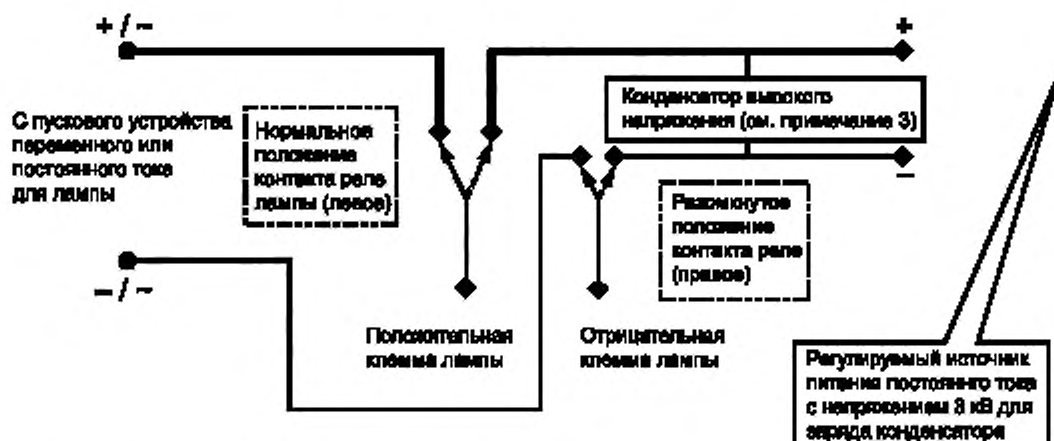 + / ~
+
С пускового устройства
переменного или
постоянного тока
для лампы
Нормальное
положение
контакта реле
лампы (левое)
Конденсатор высокого
напряжения (см. примечание 3)
–
Разомкнутое
положение
контакта реле
(правое)
– / ~
Положительная
клемма лампы
Отрицательная
клемма лампы
Регулируемый источник
питания постоянного тока
с напряжением 3 кВ для
заряда конденсатора